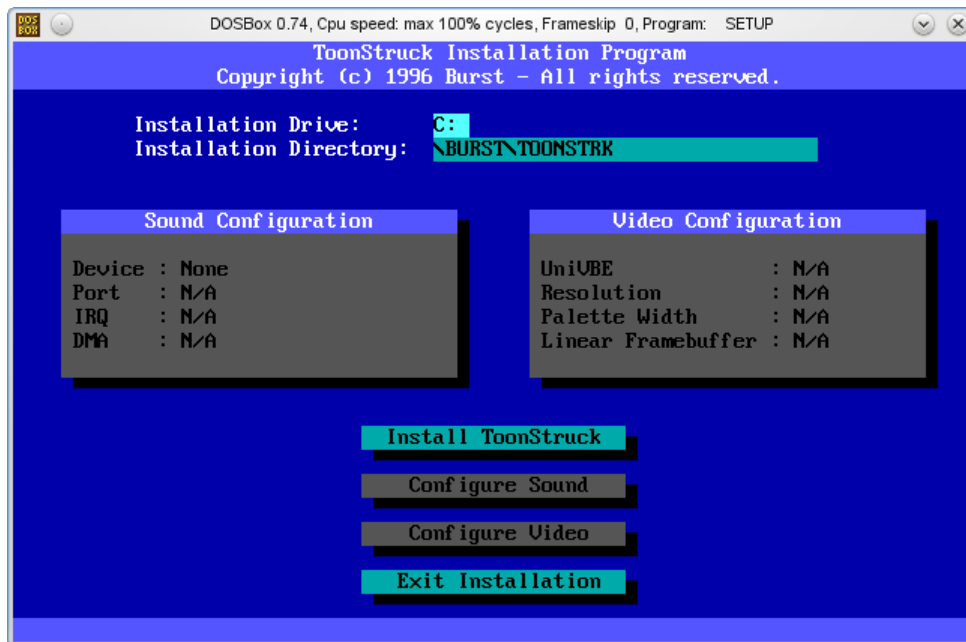 DOS
BOX
DOSBox 0.74, Cpu speed: max 100% cycles, Frameskip 0, Program: SETUP
ToonStruck Installation Program
Copyright (c) 1996 Burst - All rights reserved.
Installation Drive: C:
Installation Directory: \BURST\TOONSTRK
Sound Configuration
Device : None
Port : N/A
IRQ : N/A
DMA : N/A
Video Configuration
UniVBE : N/A
Resolution : N/A
Palette Width : N/A
Linear Framebuffer : N/A
Install ToonStruck
Configure Sound
Configure Video
Exit Installation